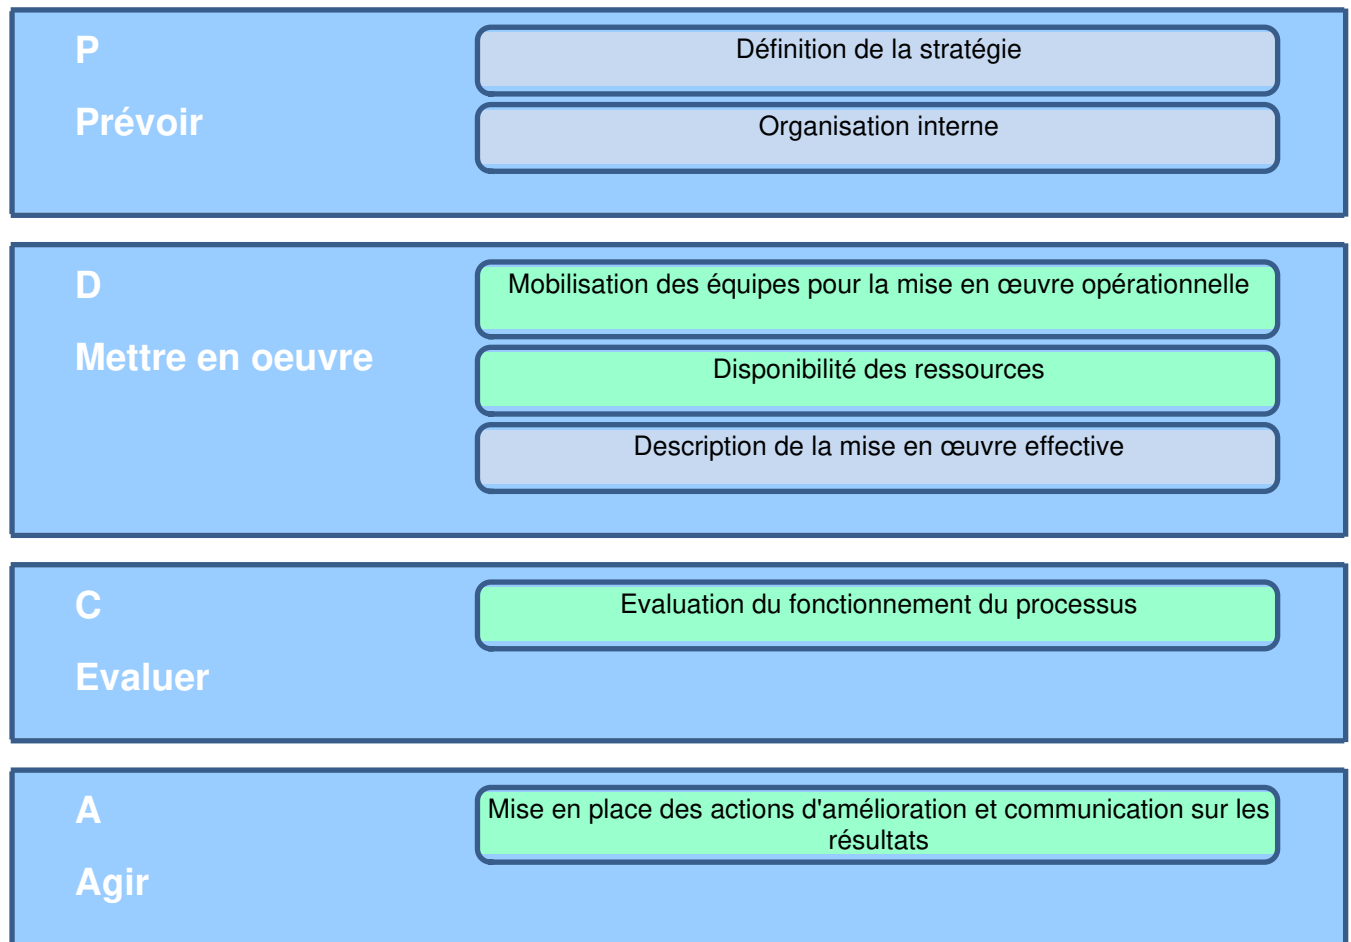 P
Prévoir
Définition de la stratégie
Organisation interne
D
Mettre en oeuvre
Mobilisation des équipes pour la mise en œuvre opérationnelle
Disponibilité des ressources
Description de la mise en œuvre effective
C
Evaluer
Evaluation du fonctionnement du processus
A
Agir
Mise en place des actions d'amélioration et communication sur les
résultats